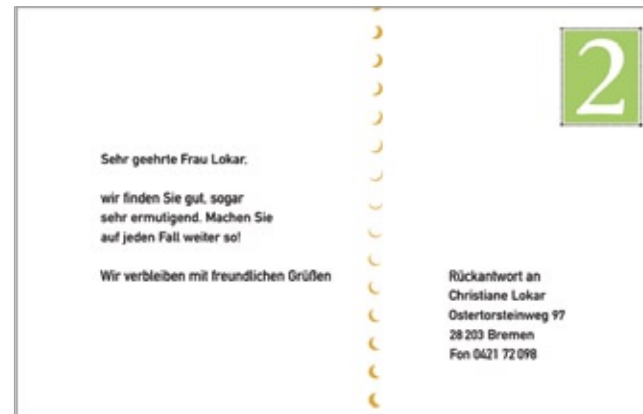 2
Sehr geehrte Frau Lokar,
wir finden Sie gut, sogar
sehr ermutigend. Machen Sie
auf jeden Fall weiter so!
Wir verbleiben mit freundlichen Grüßen
Rückantwort an
Christiane Lokar
Ostertorsteinweg 97
28 203 Bremen
Fon 0421 72 098